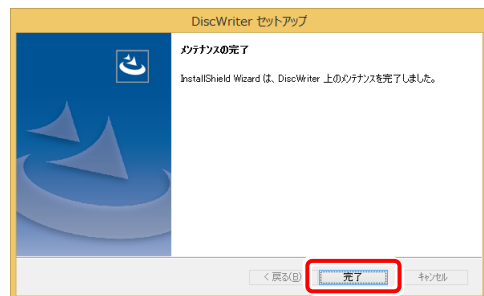 DiscWriter セットアップ
メンテナンスの完了
InstallShield Wizard は、DiscWriter 上のメンテナンスを完了しました。
< 戻る(B) 完了 キャンセル